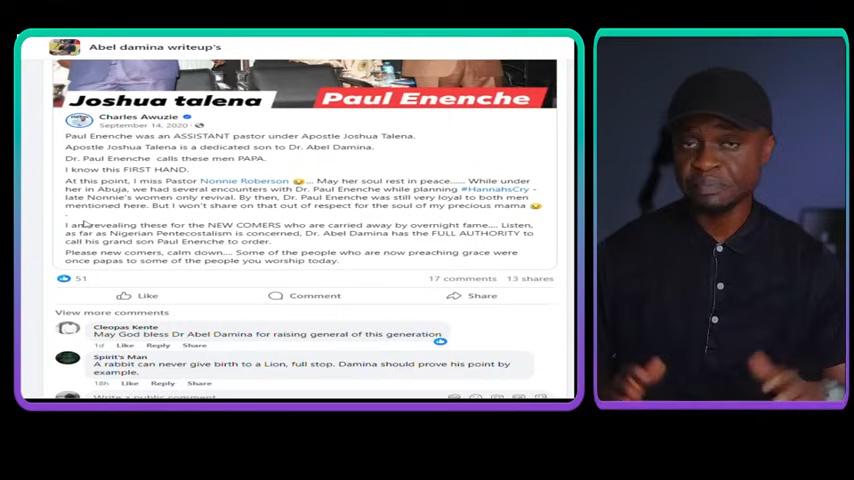 Abel damina writeup's
Joshua talena
Paul Enenche
Charles Awuzie
September 14, 2020
Paul Enenche was an ASSISTANT pastor under Apostle Joshua Talena.
Apostle Joshua Talena is a dedicated son to Dr. Abel Damina.
Dr. Paul Enenche calls these men PAPA.
I know this FIRST HAND.
At this point, I miss Pastor Nonnie Roberson 😂... May her soul rest in peace..... While under
her in Abuja, we had several encounters with Dr. Paul Enenche while planning #HannahsCry -
late Nonnie's women only revival. By then, Dr. Paul Enenche was still very loyal to both men
mentioned here. But I won't share on that out of respect for the soul of my precious mama
.
I am revealing these for the NEW COMERS who are carried away by overnight fame.... Listen,
as far as Nigerian Pentecostalism is concerned, Dr. Abel Damina has the FULL AUTHORITY to
call his grand son Paul Enenche to order.
Please new comers, calm down.... Some of the people who are now preaching grace were
once papas to some of the people you worship today.
51
17 comments 13 shares
Like
Comment
Share
View more comments
Cleopas Kente
May God bless Dr Abel Damina for raising general of this generation
1d Like Reply Share
Spirit's Man
A rabbit can never give birth to a Lion, full stop. Damina should prove his point by
example.
18h Like Reply Share
Write a public comment